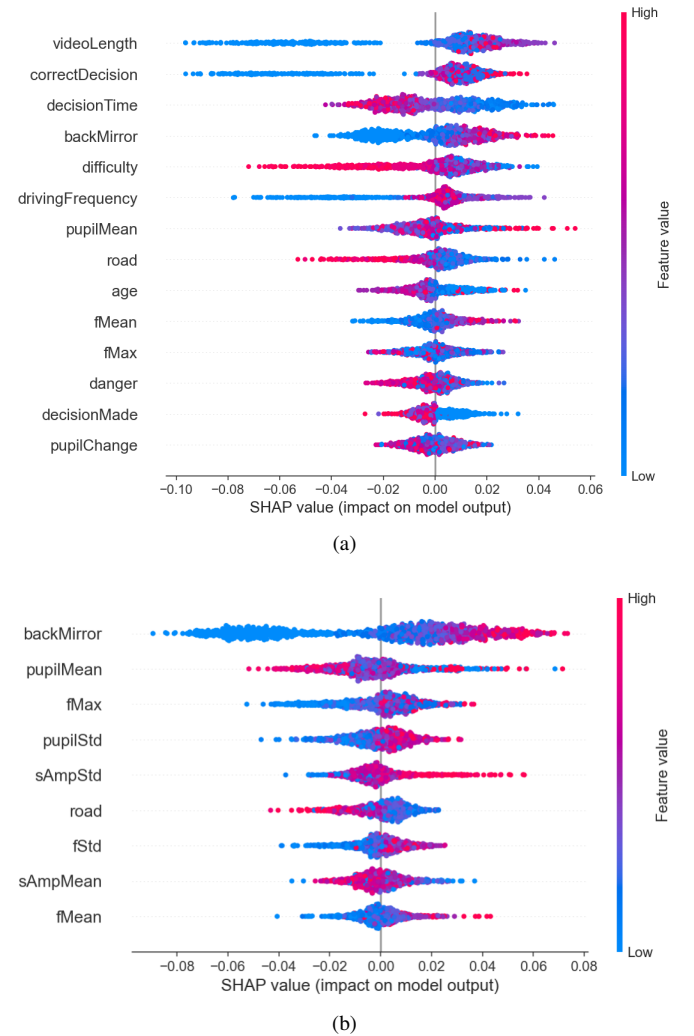 High
videoLength
correctDecision
decisionTime
backMirror
difficulty
drivingFrequency
pupilMean
road
age
fMean
fMax
danger
decisionMade
pupilChange
Feature value
Low
−0.10 −0.08 −0.06 −0.04 −0.02 0.00 0.02 0.04 0.06
SHAP value (impact on model output)
(a)
High
backMirror
pupilMean
fMax
pupilStd
sAmpStd
road
fStd
sAmpMean
fMean
Feature value
Low
−0.08 −0.06 −0.04 −0.02 0.00 0.02 0.04 0.06 0.08
SHAP value (impact on model output)
(b)